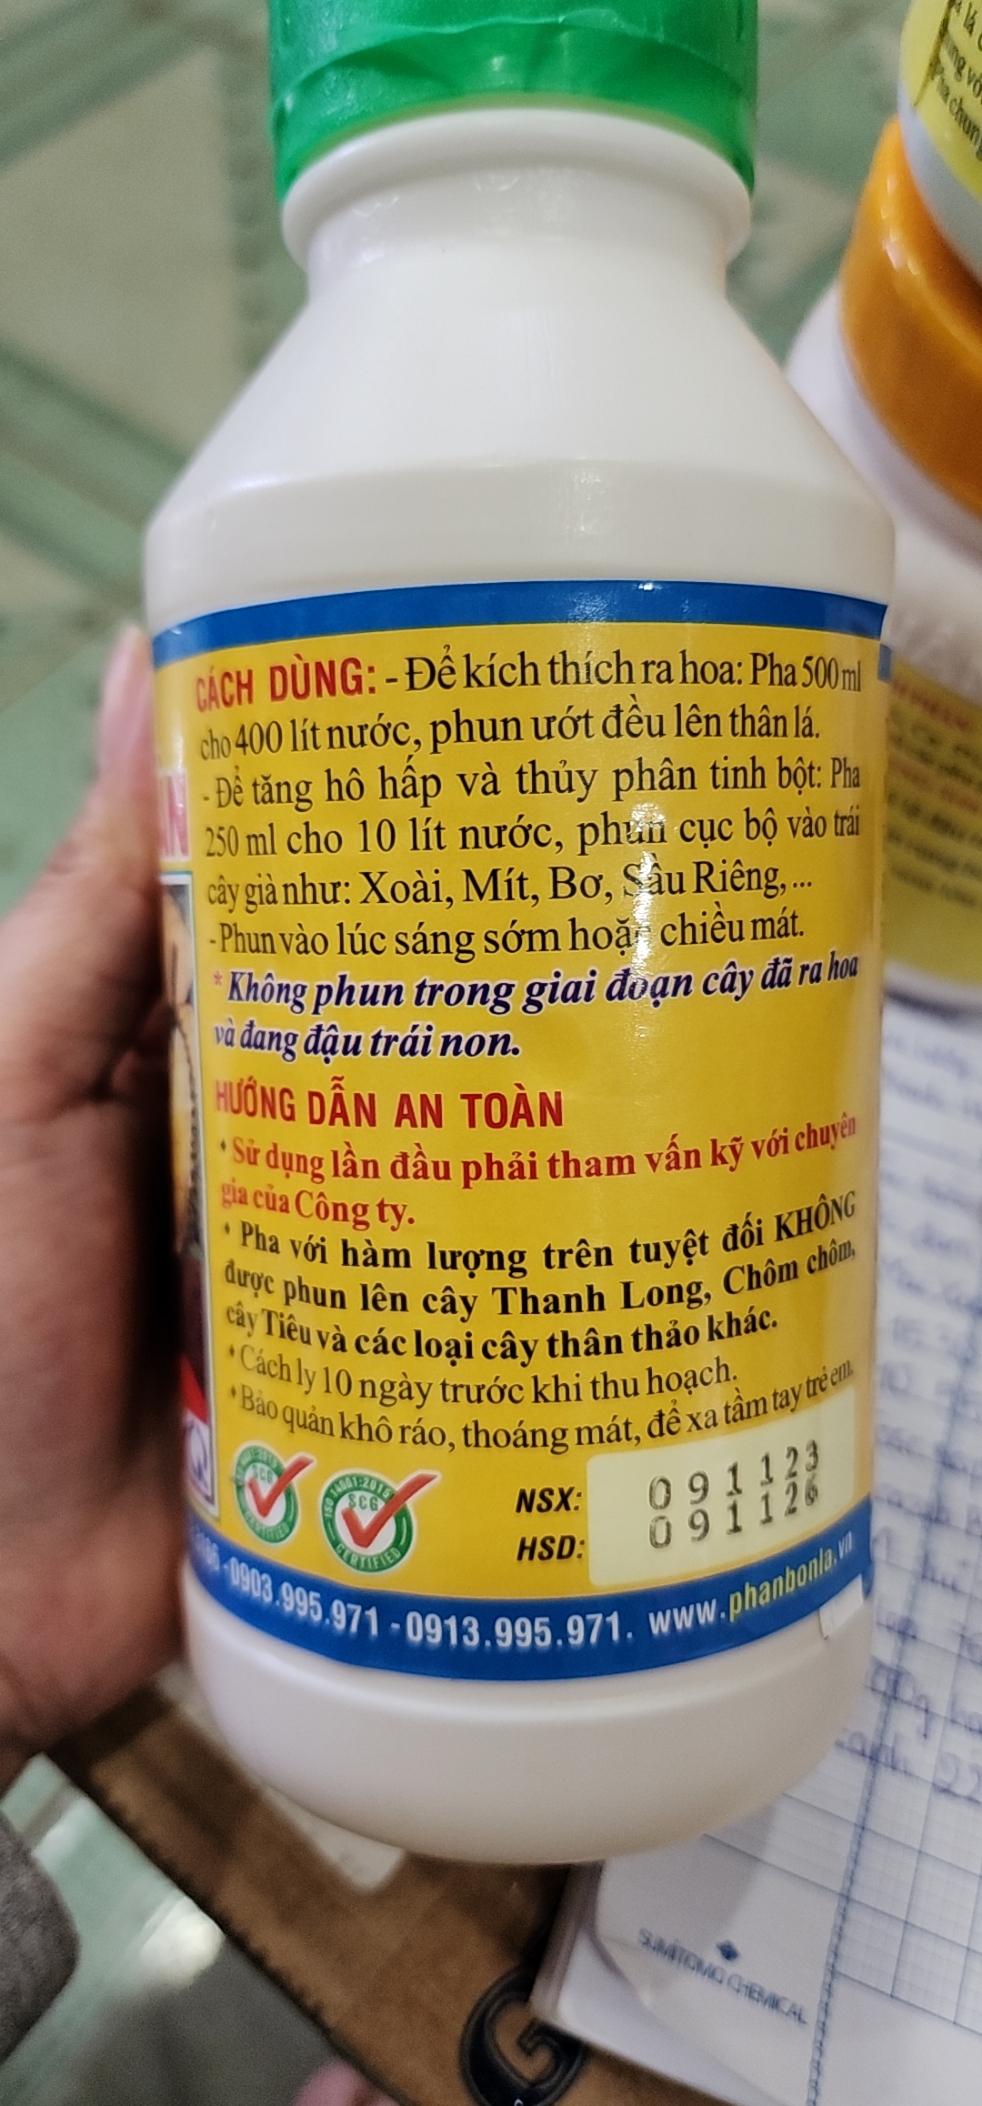 CÁCH DÙNG: - Để kích thích ra hoa: Pha 500 ml
cho 400 lít nước, phun ướt đều lên thân lá.
- Để tăng hô hấp và thủy phân tinh bột: Pha
250 ml cho 10 lít nước, phun cục bộ vào trái
cây già như: Xoài, Mít, Bơ, Sầu Riêng, ...
- Phun vào lúc sáng sớm hoặc chiều mát.
* Không phun trong giai đoạn cây đã ra hoa
và đang đậu trái non.
HƯỚNG DẪN AN TOÀN
• Sử dụng lần đầu phải tham vấn kỹ với chuyên
gia của Công ty.
• Pha với hàm lượng trên tuyệt đối KHÔNG
được phun lên cây Thanh Long, Chôm chôm,
cây Tiêu và các loại cây thân thảo khác.
• Cách ly 10 ngày trước khi thu hoạch.
• Bảo quản khô ráo, thoáng mát, để xa tầm tay trẻ em.
ISO 14001:2015
SCG
CERTIFIED
NSX: 091123
HSD: 091126
-0903.995.971 - 0913.995.971. www.phanbonla.vn
SUMITOMO CHEMICAL